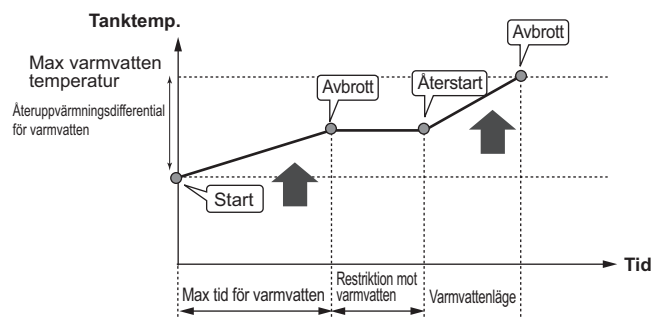 Tanktemp.
Max varmvatten
temperatur
Återuppvärmningsdifferential
för varmvatten
Avbrott
Avbrott
Återstart
Start
Tid
Max tid för varmvatten
Restriktion mot
varmvatten
Varmvattenläge